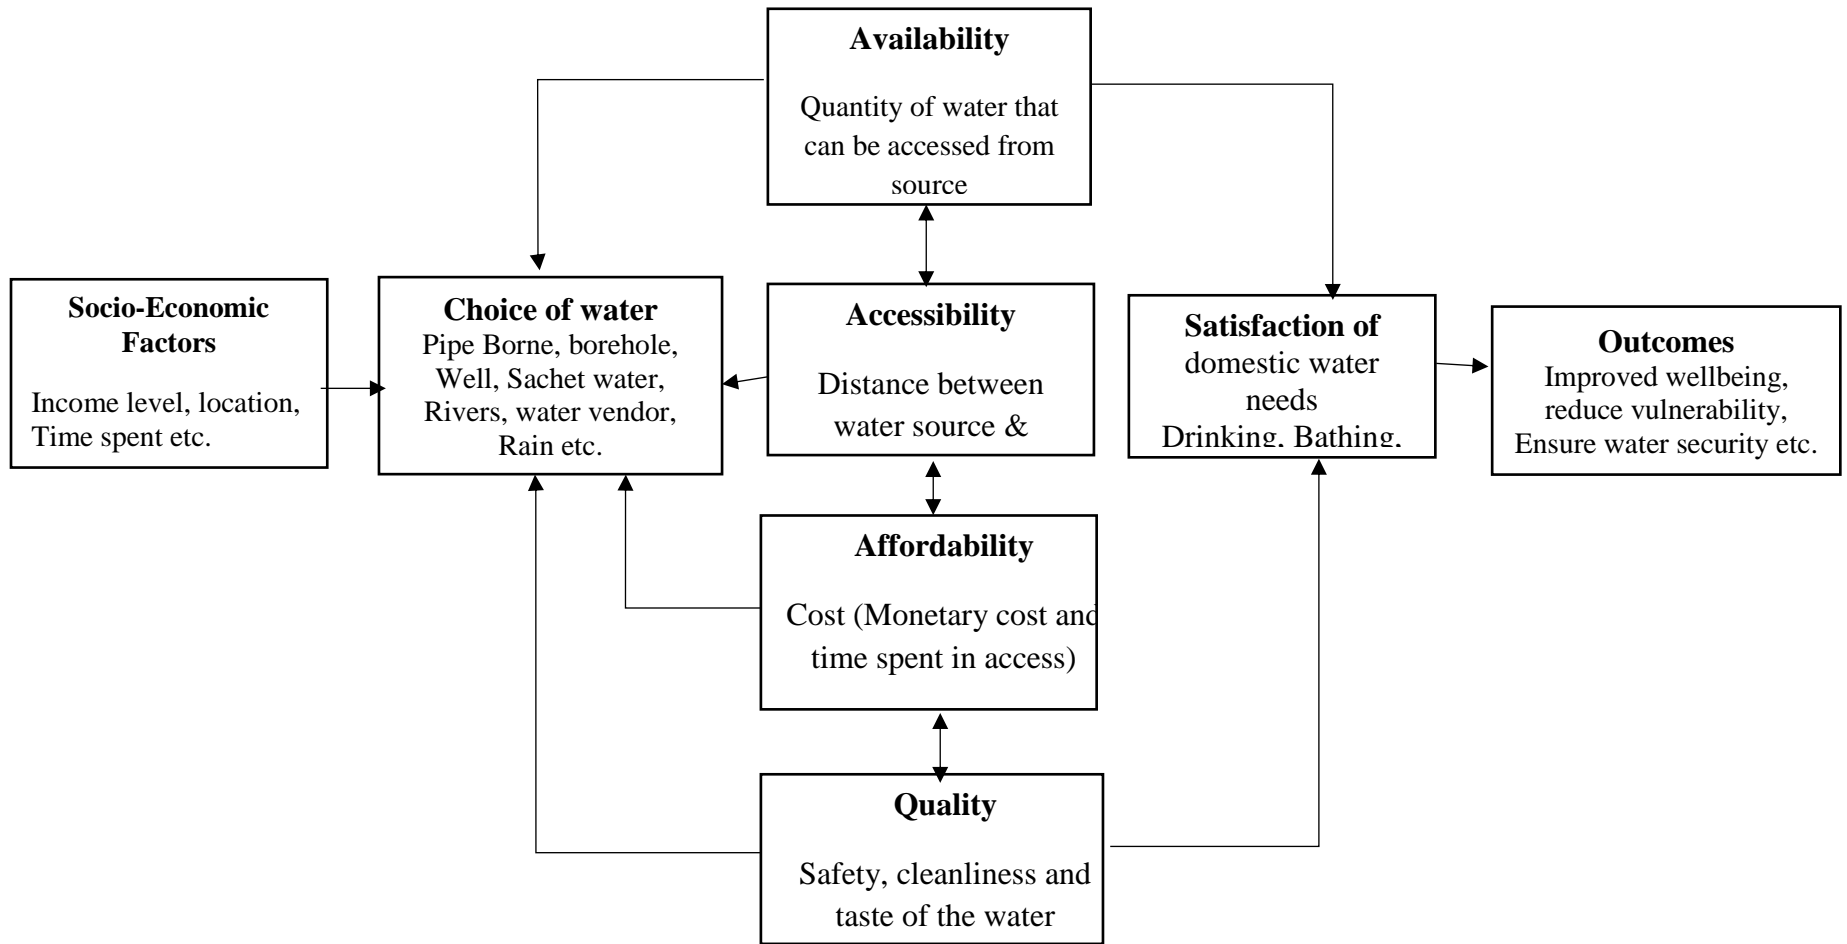 Availability
Quantity of water that
can be accessed from
source
Socio-Economic
Factors
Income level, location,
Time spent etc.
Choice of water
Pipe Borne, borehole,
Well, Sachet water,
Rivers, water vendor,
Rain etc.
Accessibility
Distance between
water source &
Satisfaction of
domestic water
needs
Drinking, Bathing,
Outcomes
Improved wellbeing,
reduce vulnerability,
Ensure water security etc.
Affordability
Cost (Monetary cost and
time spent in access)
Quality
Safety, cleanliness and
taste of the water